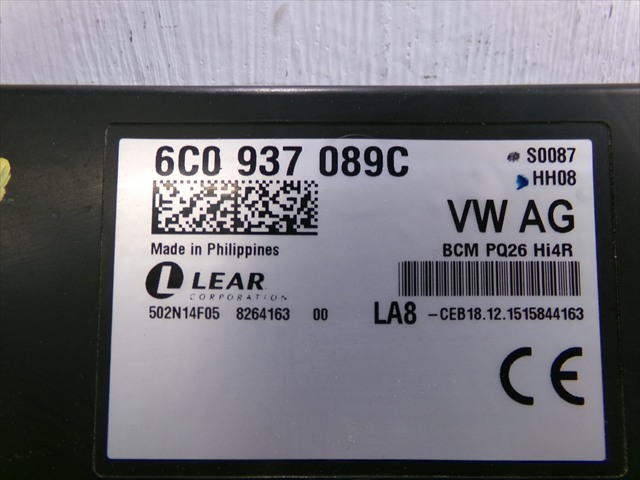 6C0 937 089C
S0087
HH08
VW AG
BCM PQ26 Hi4R
Made in Philippines
LEAR
CORPORATION
502N14F05 8264163 00
LA8 -CEB18.12.1515844163
CE